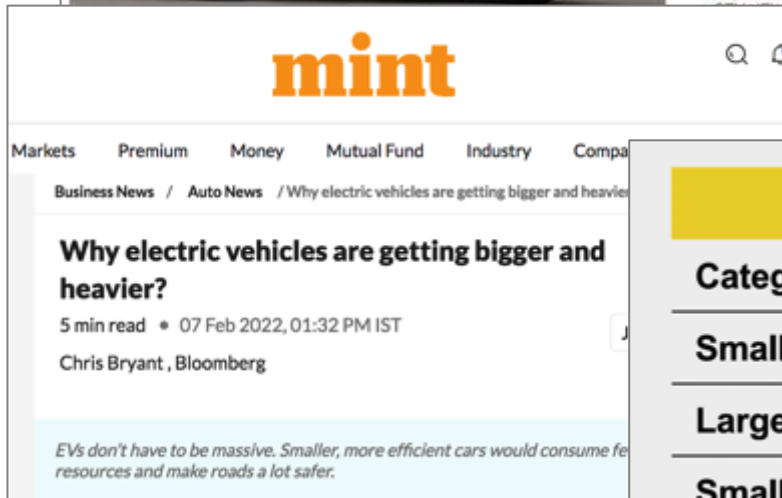 mint
Markets Premium Money Mutual Fund Industry
Business News / Auto News / Why electric vehicles are getting bigger and heavier
Why electric vehicles are getting bigger and
heavier?
5 min read • 07 Feb 2022, 01:32 PM IST
Chris Bryant , Bloomberg
EVs don't have to be massive. Smaller, more efficient cars would consume
resources and make roads a lot safer.
Small
Large
Small